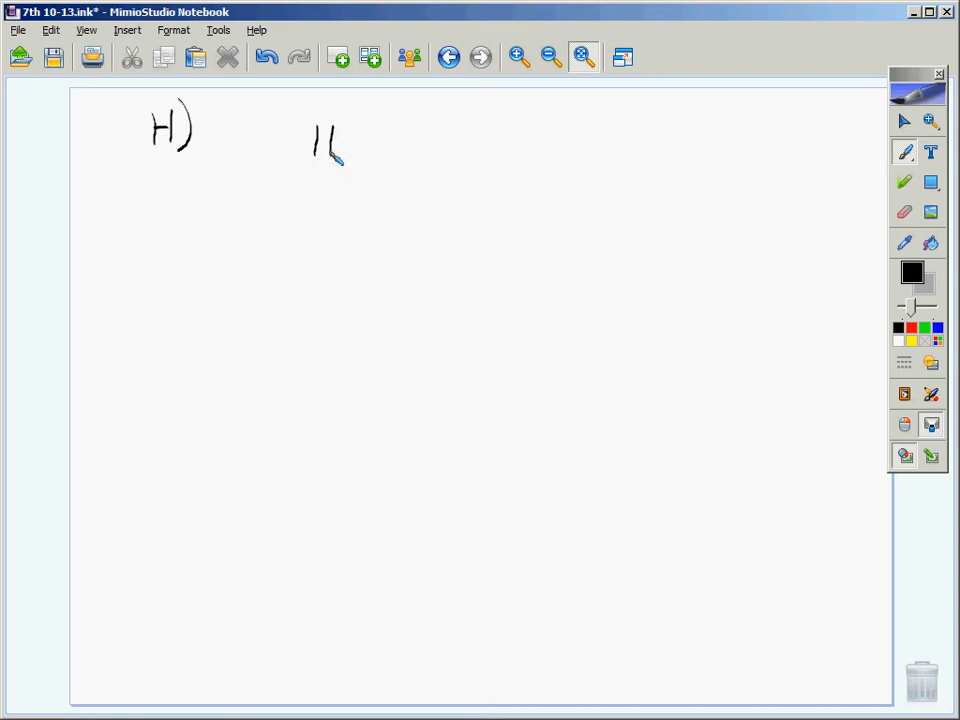 7th 10-13.ink* - MimioStudio Notebook
File Edit View Insert Format Tools Help
H)
T